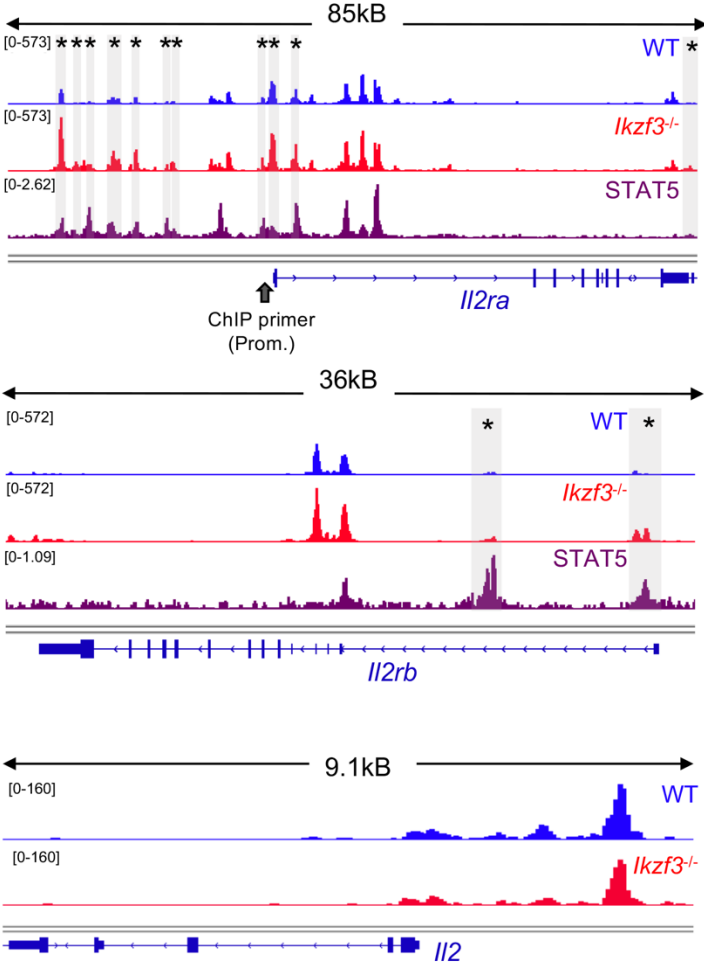 85kB
[0-573] * * * * * * * * * * WT *
[0-573] Ikzf3-/-
[0-2.62] STAT5
Il2ra
ChIP primer
(Prom.)
36kB
[0-572] * WT *
[0-572] Ikzf3-/-
[0-1.09] STAT5
Il2rb
9.1kB
[0-160] WT
[0-160] Ikzf3-/-
Il2